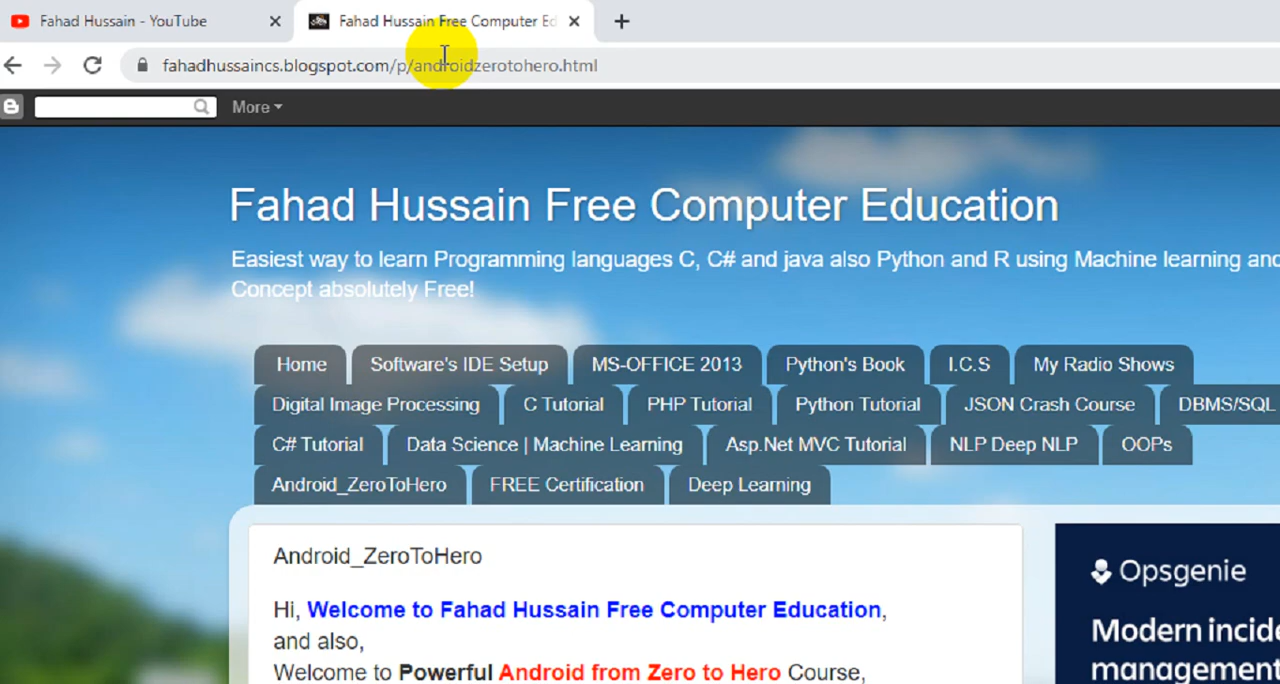 Fahad Hussain - YouTube
Fahad Hussain Free Computer Ed
fahadhussaincs.blogspot.com/p/androidzerotohero.html
More
Fahad Hussain Free Computer Education
Easiest way to learn Programming languages C, C# and java also Python and R using Machine learning and
Concept absolutely Free!
Home Software's IDE Setup MS-OFFICE 2013 Python's Book I.C.S My Radio Shows
Digital Image Processing C Tutorial PHP Tutorial Python Tutorial JSON Crash Course DBMS/SQL
C# Tutorial Data Science | Machine Learning Asp.Net MVC Tutorial NLP Deep NLP OOPs
Android_ZeroToHero FREE Certification Deep Learning
Android_ZeroToHero
Hi, Welcome to Fahad Hussain Free Computer Education,
and also,
Welcome to Powerful Android from Zero to Hero Course,
Opsgenie
Modern incide
management